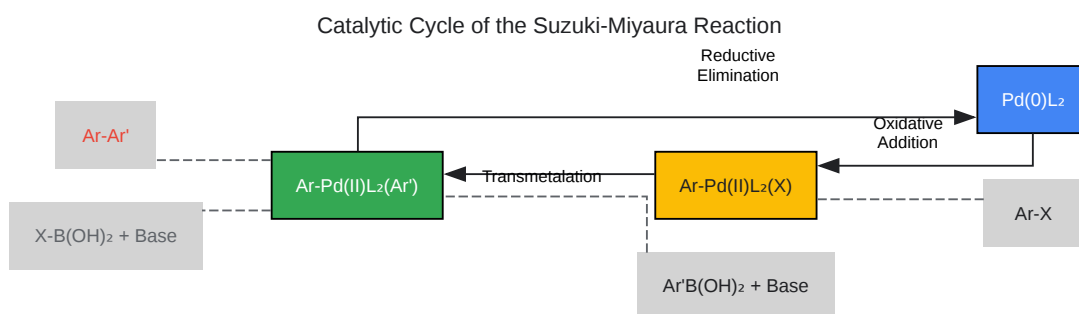 Catalytic Cycle of the Suzuki-Miyaura Reaction
Reductive
Elimination
Pd(0)L₂
Ar-Ar'
Oxidative
Addition
Ar-Pd(II)L₂(Ar')
Transmetalation
Ar-Pd(II)L₂(X)
X-B(OH)₂ + Base
Ar-X
Ar'B(OH)₂ + Base